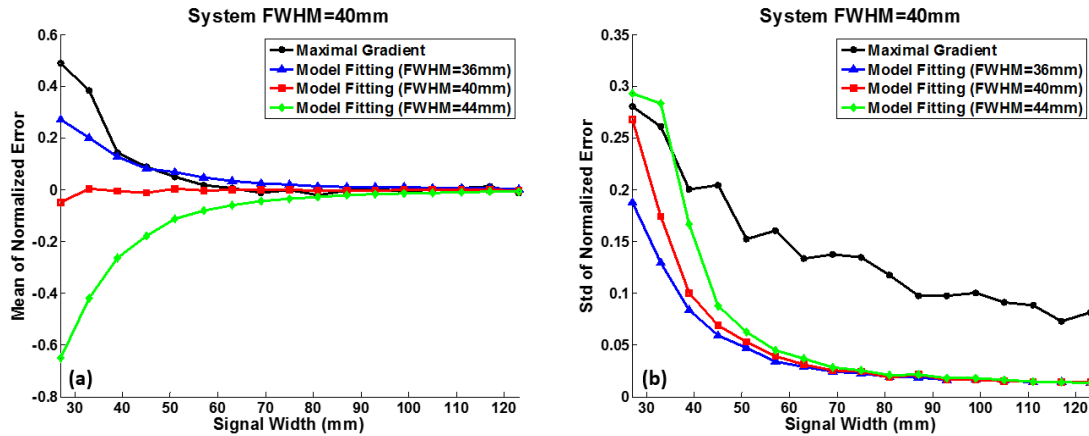 System FWHM=40mm
Mean of Normalized Error
0.6
0.4
0.2
0
-0.2
-0.4
-0.6
-0.8
Maximal Gradient
Model Fitting (FWHM=36mm)
Model Fitting (FWHM=40mm)
Model Fitting (FWHM=44mm)
(a)
30 40 50 60 70 80 90 100 110 120
Signal Width (mm)
System FWHM=40mm
Std of Normalized Error
0.35
0.3
0.25
0.2
0.15
0.1
0.05
0
Maximal Gradient
Model Fitting (FWHM=36mm)
Model Fitting (FWHM=40mm)
Model Fitting (FWHM=44mm)
(b)
30 40 50 60 70 80 90 100 110 120
Signal Width (mm)